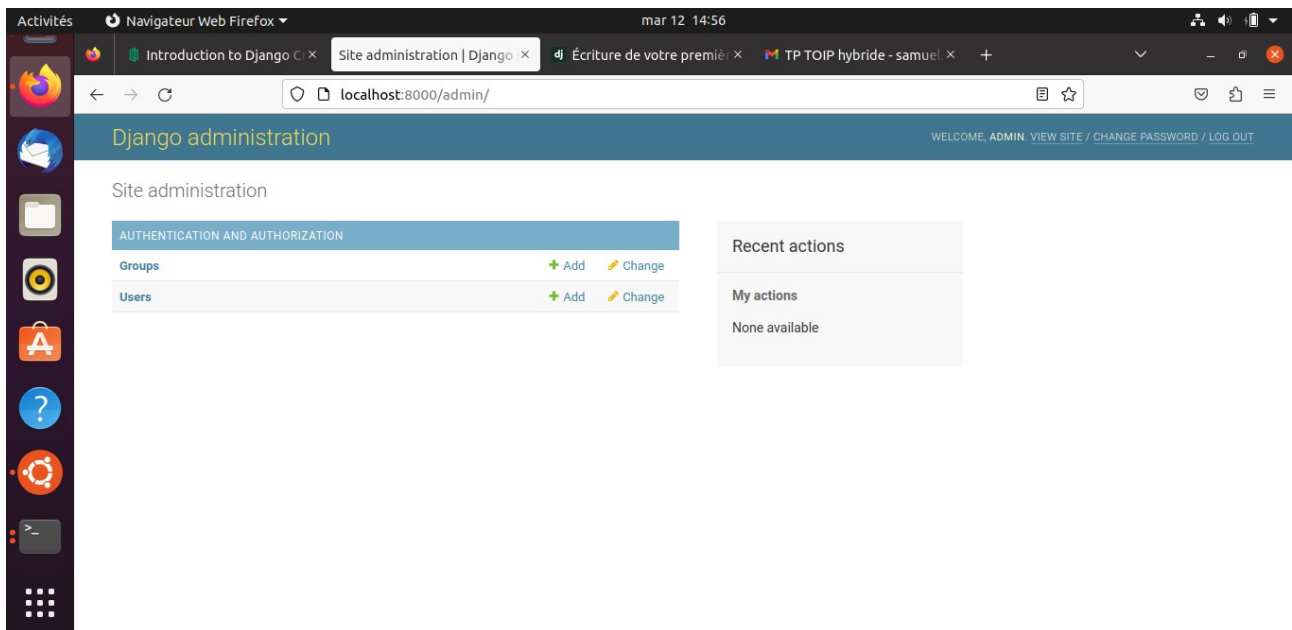 Activités Navigateur Web Firefox mar 12 14:56
Introduction to Django Cr Site administration | Django Écriture de votre premièr TP TOIP hybride - samuel.
localhost:8000/admin/
Django administration
WELCOME, ADMIN. VIEW SITE / CHANGE PASSWORD / LOG OUT
Site administration
AUTHENTICATION AND AUTHORIZATION
Groups + Add Change
Users + Add Change
Recent actions
My actions
None available